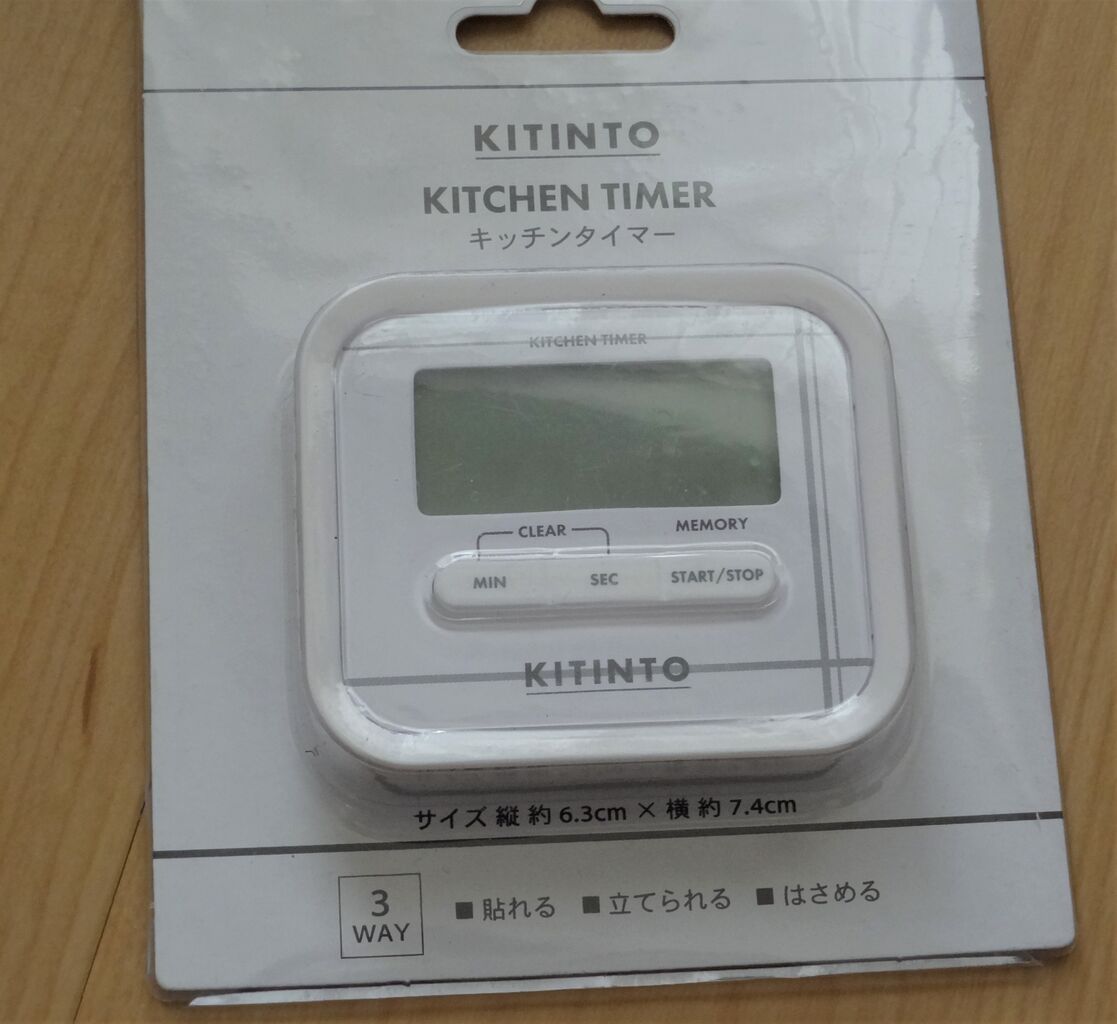 KITINTO
KITCHEN TIMER
キッチンタイマー
KITCHEN TIMER
CLEAR MEMORY
MIN SEC START/STOP
KITINTO
サイズ 縦 約 6.3cm × 横 約 7.4cm
3 WAY ■ 貼れる ■ 立てられる ■ はさめる